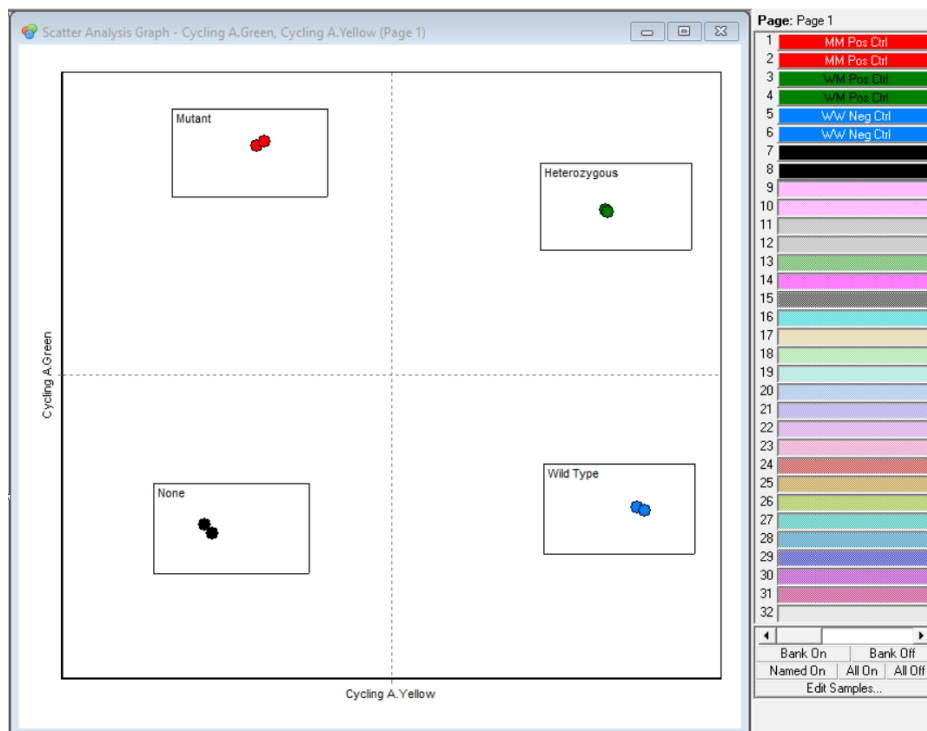 Scatter Analysis Graph - Cycling A.Green, Cycling A.Yellow (Page 1)
Mutant
Heterozygous
Cycling A.Green
None
Wild Type
Cycling A.Yellow
Page: Page 1
1 MM Pos Ctrl
2 MM Pos Ctrl
3 WM Pos Ctrl
4 WM Pos Ctrl
5 WW Neg Ctrl
6 WW Neg Ctrl
7
8
9
10
11
12
13
14
15
16
17
18
19
20
21
22
23
24
25
26
27
28
29
30
31
32
Bank On Bank Off
Named On All On All Off
Edit Samples...